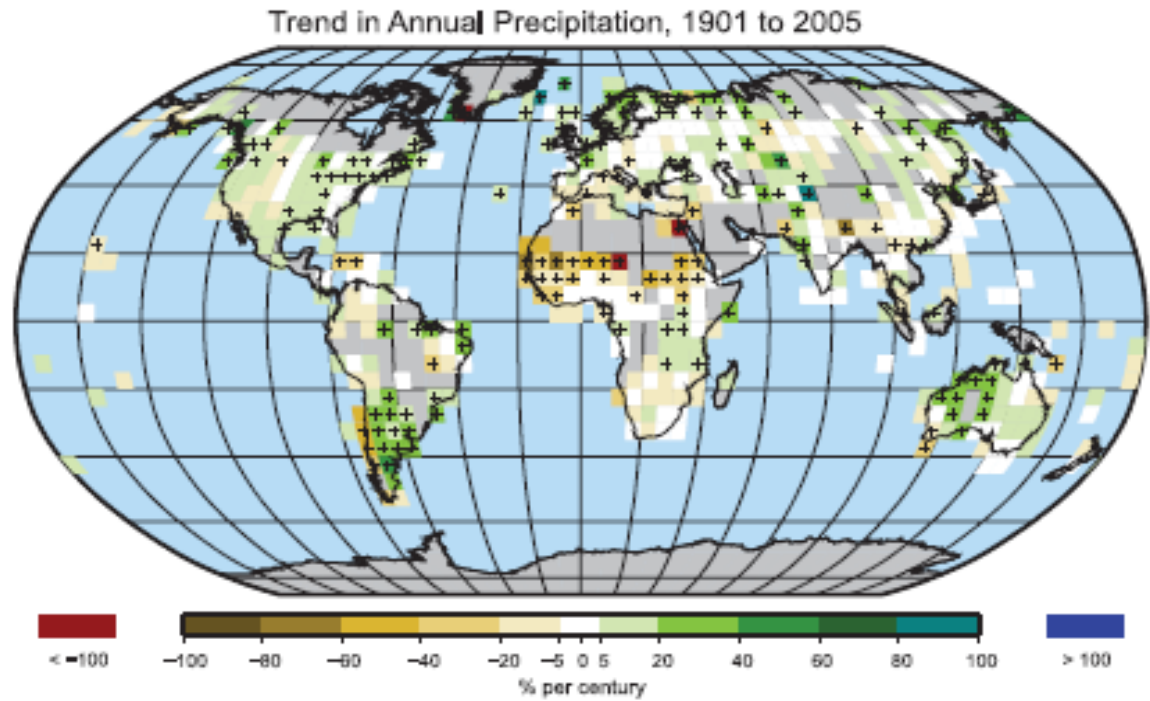 Trend in Annual Precipitation, 1901 to 2005
< −100 −100 −80 −60 −40 −20 −5 0 5 20 40 60 80 100 > 100
% per century